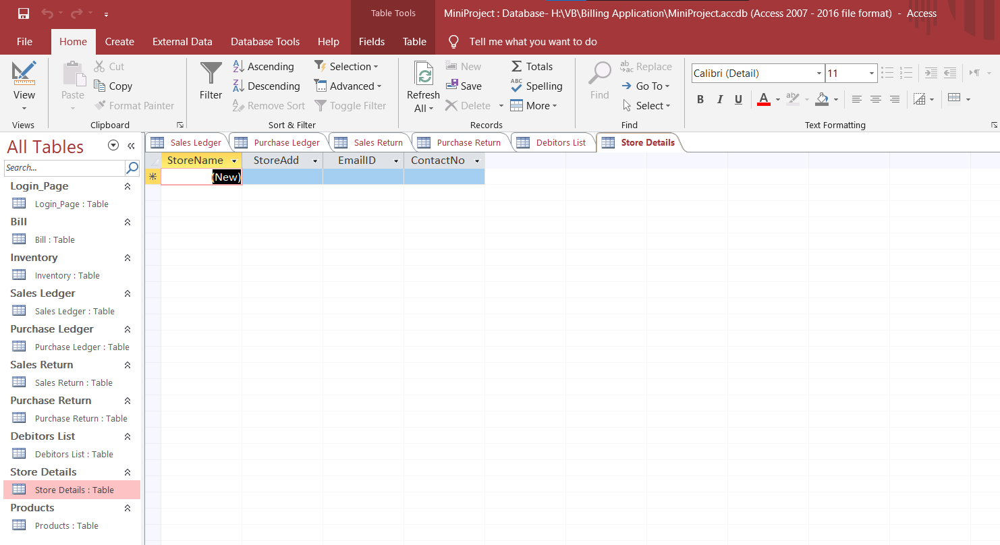 Table Tools
MiniProject : Database- H:\VB\Billing Application\MiniProject.accdb (Access 2007 - 2016 file format) - Access
File Home Create External Data Database Tools Help Fields Table Tell me what you want to do
View
Views
Paste
Cut
Copy
Format Painter
Clipboard
Filter
Ascending
Descending
Remove Sort
Selection
Advanced
Toggle Filter
Sort & Filter
Refresh
All
New
Save
Delete
Totals
Spelling
More
Records
Find
Replace
Go To
Select
Find
Calibri (Detail) 11
B I U A
Text Formatting
All Tables
Search...
Login_Page
Login_Page : Table
Bill
Bill : Table
Inventory
Inventory : Table
Sales Ledger
Sales Ledger : Table
Purchase Ledger
Purchase Ledger : Table
Sales Return
Sales Return : Table
Purchase Return
Purchase Return : Table
Debitors List
Debitors List : Table
Store Details
Store Details : Table
Products
Products : Table
Sales Ledger Purchase Ledger Sales Return Purchase Return Debitors List Store Details
StoreName StoreAdd EmailID ContactNo
(New)